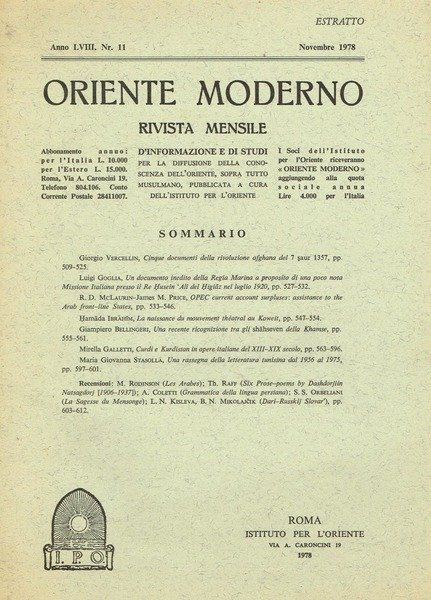 ESTRATTO
Anno LVIII. Nr. 11
Novembre 1978
ORIENTE MODERNO
RIVISTA MENSILE
Abbonamento annuo:
per l'Italia L. 10.000
per l'Estero L. 15.000.
Roma, Via A. Caroncini 19.
Telefono 804.106. Conto
Corrente Postale 28411007.
D'INFORMAZIONE E DI STUDI
PER LA DIFFUSIONE DELLA CONO-
SCENZA DELL'ORIENTE, SOPRA TUTTO
MUSULMANO, PUBBLICATA A CURA
DELL'ISTITUTO PER L'ORIENTE
I Soci dell'Istituto
per l'Oriente riceveranno
« ORIENTE MODERNO »
aggiungendo alla quota
sociale annua
Lire 4.000 per l'Italia
SOMMARIO
Giorgio VERCELLIN, Cinque documenti della rivoluzione afghana del 7 ṣaur 1357, pp.
509-525.
Luigi GOGLIA, Un documento inedito della Regia Marina a proposito di una poco nota
Missione Italiana presso il Re Ḥuseín 'Alī del Ḥigiāz nel luglio 1920, pp. 527-532.
R. D. McLAURIN-James M. PRICE, OPEC current account surpluses: assistance to the
Arab front-line States, pp. 533-546.
Ḥamāda IBRĀHĪM, La naissance du mouvement théatral au Koweit, pp. 547-554.
Giampiero BELLINGERI, Una recente ricognizione tra gli shāhseven della Khamse, pp.
555-561.
Mirella GALLETTI, Curdi e Kurdistan in opere italiane del XIII-XIX secolo, pp. 563-596.
Maria Giovanna STASOLLA, Una rassegna della letteratura tunisina dal 1956 al 1975,
pp. 597-601.
Recensioni: M. RODINSON (Les Arabes); Th. RAFF (Six Prose-poems by Dashdorjiin
Natsagdorj [1906-1937]); A. COLETTI (Grammatica della lingua persiana); S. S. ORBELIANI
(La Sagesse du Mensonge); L. N. KISLEVA, B. N. MIKOLAJČIK (Dari-Russkij Slovar'), pp.
603-612.
I. P. O.
ROMA
ISTITUTO PER L'ORIENTE
VIA A. CARONCINI 19
1978